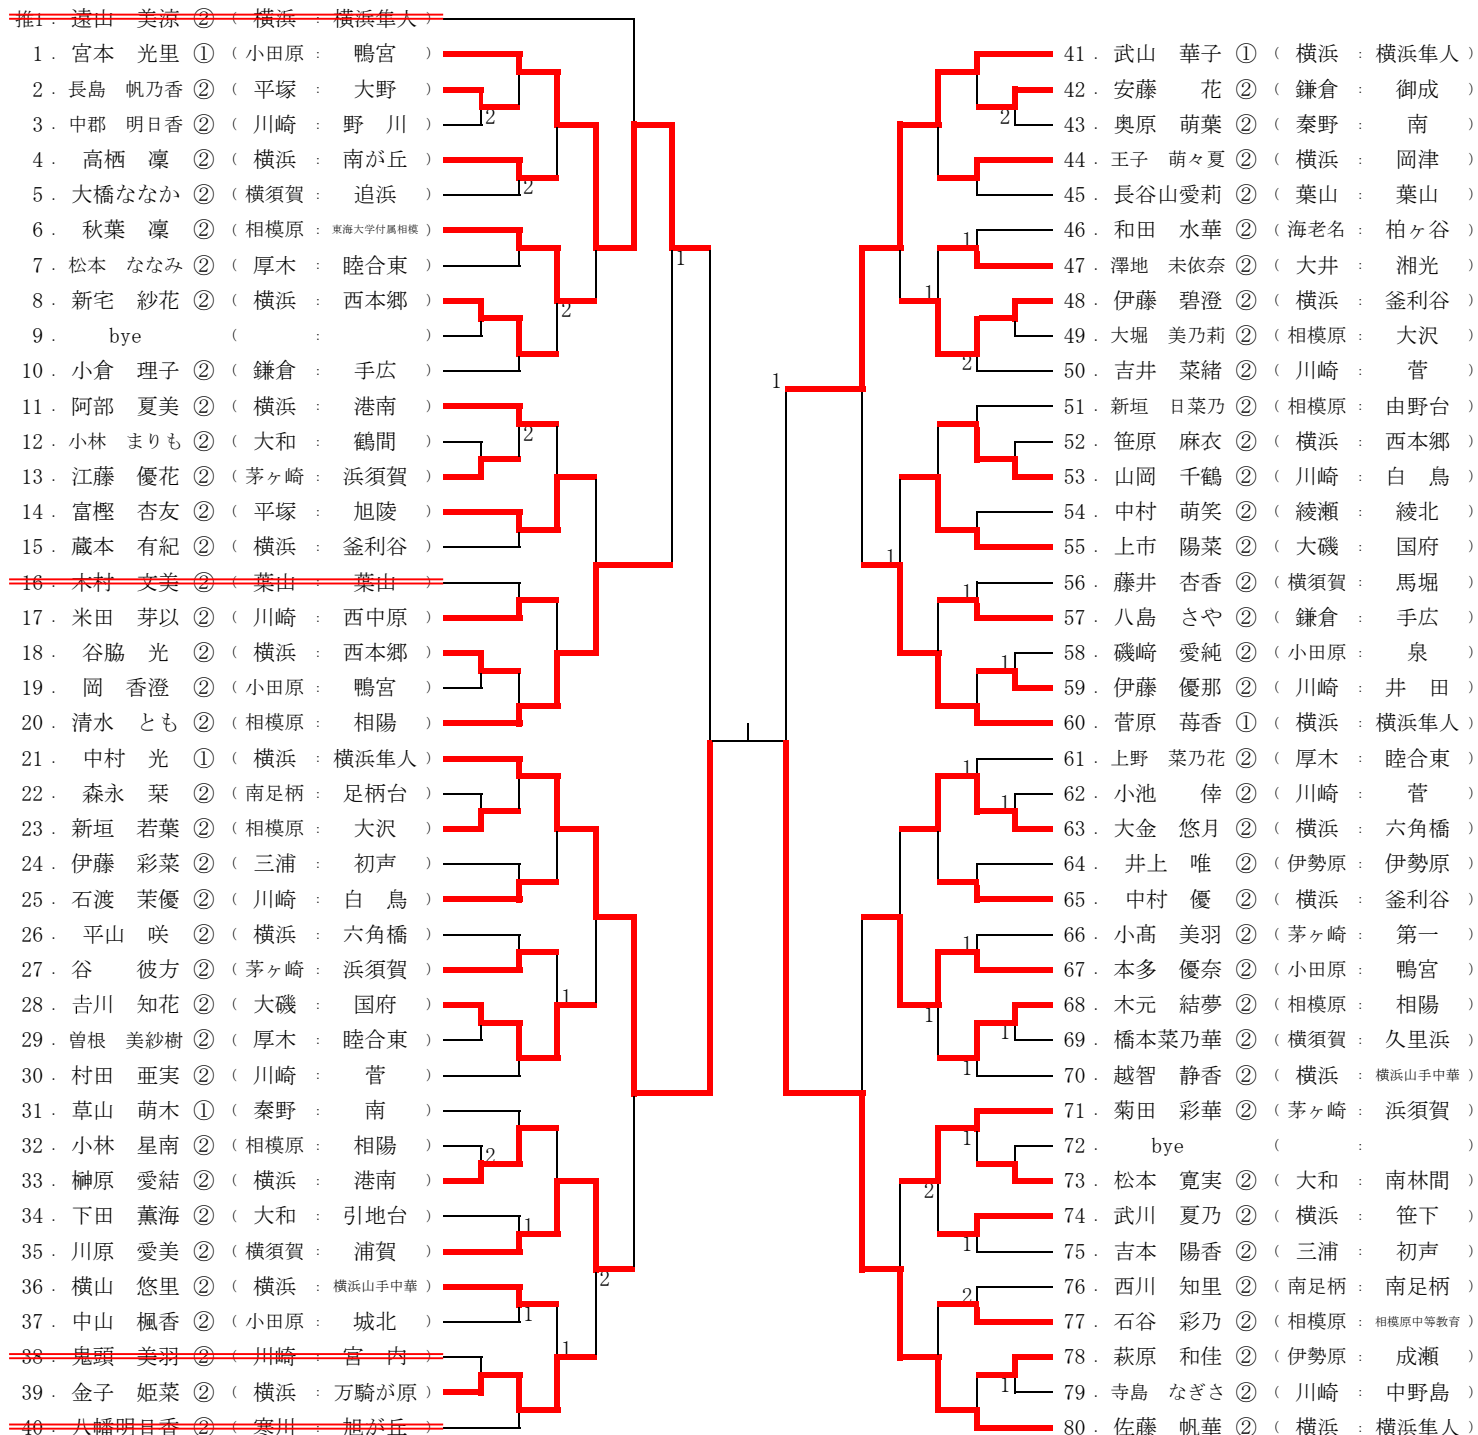 推1. 遠山 美涼 ② ( 横浜 : 横浜隼人 )
1. 宮本 光里 ① ( 小田原 : 鴨宮 )
2. 長島 帆乃香 ② ( 平塚 : 大野 )
2
3. 中郡 明日香 ② ( 川崎 : 野 川 )
4. 高栖 凜 ② ( 横浜 : 南が丘 )
2
5. 大橋ななか ② ( 横須賀 : 追浜 )
6. 秋葉 凜 ② ( 相模原 : 東海大学付属相模 )
1
7. 松本 ななみ ② ( 厚木 : 睦合東 )
8. 新宅 紗花 ② ( 横浜 : 西本郷 )
2
9. bye ( : )
10. 小倉 理子 ② ( 鎌倉 : 手広 )
11. 阿部 夏美 ② ( 横浜 : 港南 )
2
12. 小林 まりも ② ( 大和 : 鶴間 )
13. 江藤 優花 ② ( 茅ヶ崎 : 浜須賀 )
14. 富樫 杏友 ② ( 平塚 : 旭陵 )
15. 蔵本 有紀 ② ( 横浜 : 釜利谷 )
16. 木村 文美 ② ( 葉山 : 葉山 )
17. 米田 芽以 ② ( 川崎 : 西中原 )
18. 谷脇 光 ② ( 横浜 : 西本郷 )
19. 岡 香澄 ② ( 小田原 : 鴨宮 )
20. 清水 とも ② ( 相模原 : 相陽 )
21. 中村 光 ① ( 横浜 : 横浜隼人 )
22. 森永 栞 ② ( 南足柄 : 足柄台 )
23. 新垣 若葉 ② ( 相模原 : 大沢 )
24. 伊藤 彩菜 ② ( 三浦 : 初声 )
25. 石渡 茉優 ② ( 川崎 : 白 鳥 )
26. 平山 咲 ② ( 横浜 : 六角橋 )
27. 谷 彼方 ② ( 茅ヶ崎 : 浜須賀 )
1
28. 吉川 知花 ② ( 大磯 : 国府 )
29. 曽根 美紗樹 ② ( 厚木 : 睦合東 )
30. 村田 亜実 ② ( 川崎 : 菅 )
31. 草山 萌木 ① ( 秦野 : 南 )
32. 小林 星南 ② ( 相模原 : 相陽 )
2
33. 榊原 愛結 ② ( 横浜 : 港南 )
34. 下田 薫海 ② ( 大和 : 引地台 )
1
35. 川原 愛美 ② ( 横須賀 : 浦賀 )
2
36. 横山 悠里 ② ( 横浜 : 横浜山手中華 )
1
37. 中山 楓香 ② ( 小田原 : 城北 )
1
38. 鬼頭 美羽 ② ( 川崎 : 宮 内 )
39. 金子 姫菜 ② ( 横浜 : 万騎が原 )
40. 八幡明日香 ② ( 寒川 : 旭が丘 )
1
41. 武山 華子 ① ( 横浜 : 横浜隼人 )
42. 安藤 花 ② ( 鎌倉 : 御成 )
2
43. 奥原 萌葉 ② ( 秦野 : 南 )
44. 王子 萌々夏 ② ( 横浜 : 岡津 )
45. 長谷山愛莉 ② ( 葉山 : 葉山 )
46. 和田 水華 ② ( 海老名 : 柏ヶ谷 )
1
47. 澤地 未依奈 ② ( 大井 : 湘光 )
1
48. 伊藤 碧澄 ② ( 横浜 : 釜利谷 )
49. 大堀 美乃莉 ② ( 相模原 : 大沢 )
2
50. 吉井 菜緒 ② ( 川崎 : 菅 )
51. 新垣 日菜乃 ② ( 相模原 : 由野台 )
52. 笹原 麻衣 ② ( 横浜 : 西本郷 )
53. 山岡 千鶴 ② ( 川崎 : 白 鳥 )
54. 中村 萌笑 ② ( 綾瀬 : 綾北 )
55. 上市 陽菜 ② ( 大磯 : 国府 )
1
56. 藤井 杏香 ② ( 横須賀 : 馬堀 )
1
57. 八島 さや ② ( 鎌倉 : 手広 )
58. 磯﨑 愛純 ② ( 小田原 : 泉 )
1
59. 伊藤 優那 ② ( 川崎 : 井 田 )
60. 菅原 苺香 ① ( 横浜 : 横浜隼人 )
61. 上野 菜乃花 ② ( 厚木 : 睦合東 )
1
62. 小池 倖 ② ( 川崎 : 菅 )
1
63. 大金 悠月 ② ( 横浜 : 六角橋 )
64. 井上 唯 ② ( 伊勢原 : 伊勢原 )
65. 中村 優 ② ( 横浜 : 釜利谷 )
66. 小髙 美羽 ② ( 茅ヶ崎 : 第一 )
1
67. 本多 優奈 ② ( 小田原 : 鴨宮 )
68. 木元 結夢 ② ( 相模原 : 相陽 )
1
1
69. 橋本菜乃華 ② ( 横須賀 : 久里浜 )
1
70. 越智 静香 ② ( 横浜 : 横浜山手中華 )
71. 菊田 彩華 ② ( 茅ヶ崎 : 浜須賀 )
1
72. bye ( : )
73. 松本 寛実 ② ( 大和 : 南林間 )
2
74. 武川 夏乃 ② ( 横浜 : 笹下 )
1
75. 吉本 陽香 ② ( 三浦 : 初声 )
76. 西川 知里 ② ( 南足柄 : 南足柄 )
2
77. 石谷 彩乃 ② ( 相模原 : 相模原中等教育 )
78. 萩原 和佳 ② ( 伊勢原 : 成瀬 )
1
79. 寺島 なぎさ ② ( 川崎 : 中野島 )
80. 佐藤 帆華 ② ( 横浜 : 横浜隼人 )